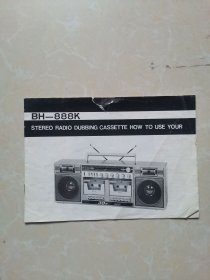 BH—888K
STEREO RADIO DUBBING CASSETTE HOW TO USE YOUR